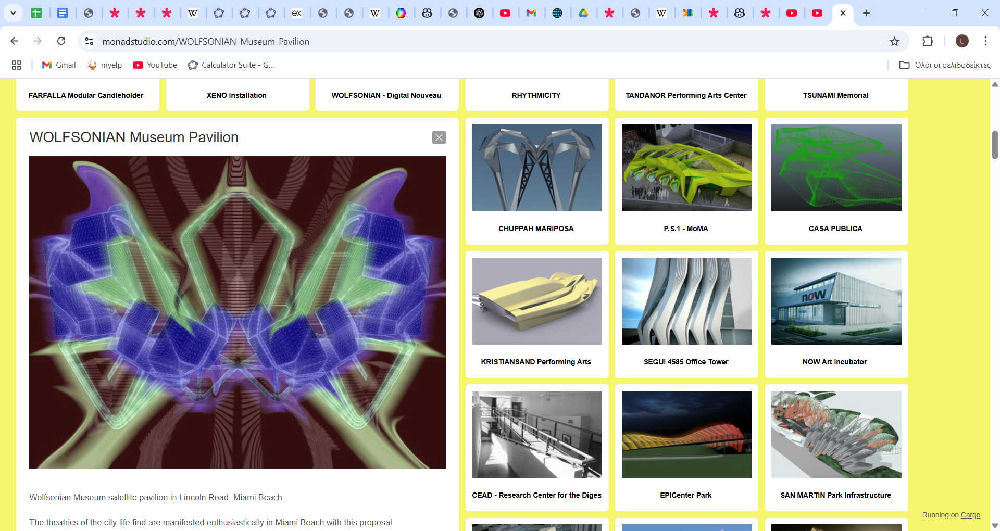 monadstudio.com/WOLFSONIAN-Museum-Pavilion
L
Gmail
myelp
YouTube
Calculator Suite - G...
Όλοι οι σελιδοδείκτες
FARFALLA Modular Candleholder
XENO Installation
WOLFSONIAN - Digital Nouveau
RHYTHMICITY
TANDANOR Performing Arts Center
TSUNAMI Memorial
WOLFSONIAN Museum Pavilion
CHUPPAH MARIPOSA
P.S.1 - MoMA
CASA PUBLICA
now
KRISTIANSAND Performing Arts
SEGUI 4585 Office Tower
NOW Art Incubator
CEAD - Research Center for the Digest
EPICenter Park
SAN MARTIN Park Infrastructure
Wolfsonian Museum satellite pavilion in Lincoln Road, Miami Beach.
The theatrics of the city life find are manifested enthusiastically in Miami Beach with this proposal
Running on Cargo